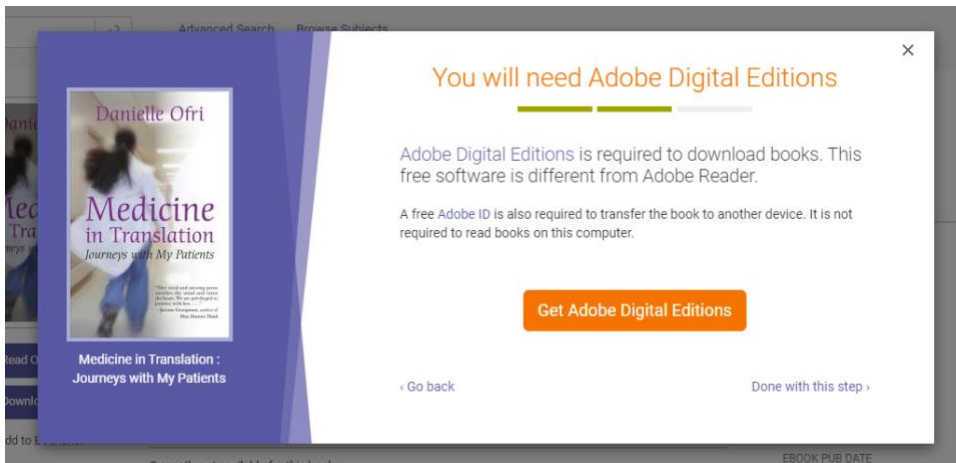 Advanced Search Browse Subjects
You will need Adobe Digital Editions
Danielle Ofri
Medicine
in Translation
Journeys with My Patients
Adobe Digital Editions is required to download books. This
free software is different from Adobe Reader.
A free Adobe ID is also required to transfer the book to another device. It is not
required to read books on this computer.
Get Adobe Digital Editions
Medicine in Translation :
Journeys with My Patients
‹ Go back
Done with this step ›
Read
EBOOK PUB DATE